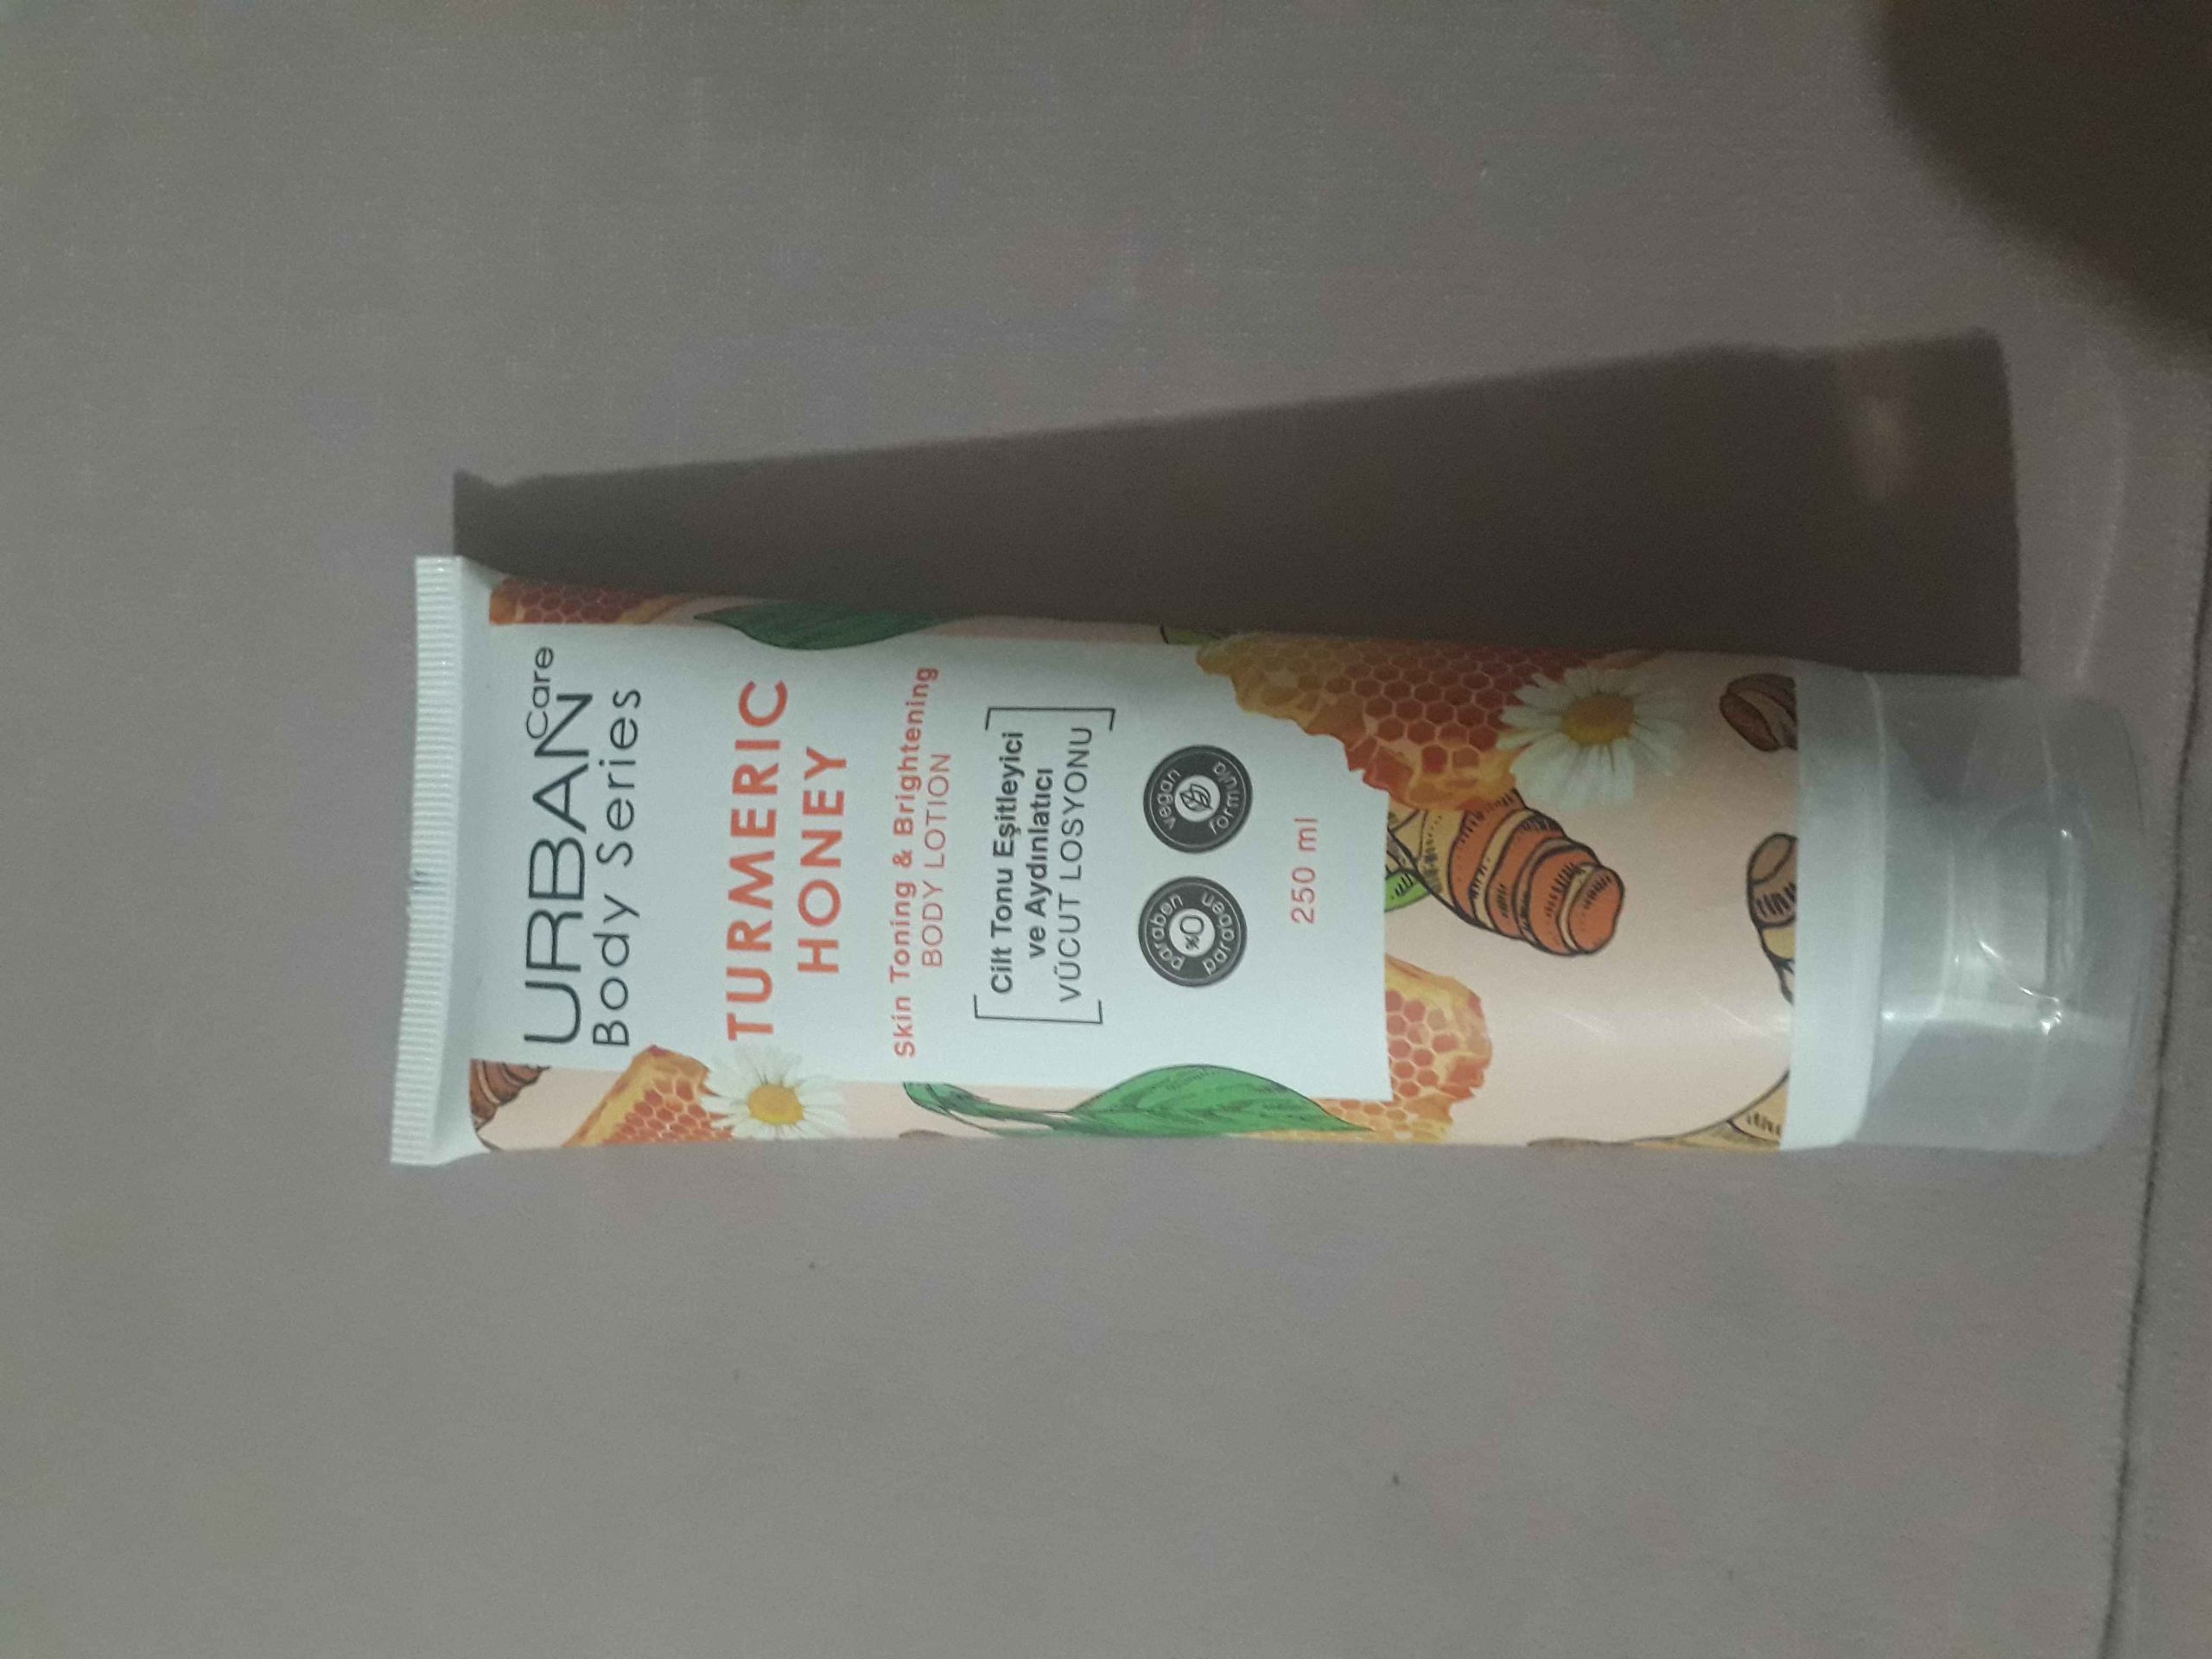 URBAN Care
Body Series
TURMERIC
HONEY
Skin Toning & Brightening
BODY LOTION
Cilt Tonu Eşitleyici
ve Aydınlatıcı
VÜCUT LOSYONU
paraben
%0
paraben
vegan
formula
250 ml